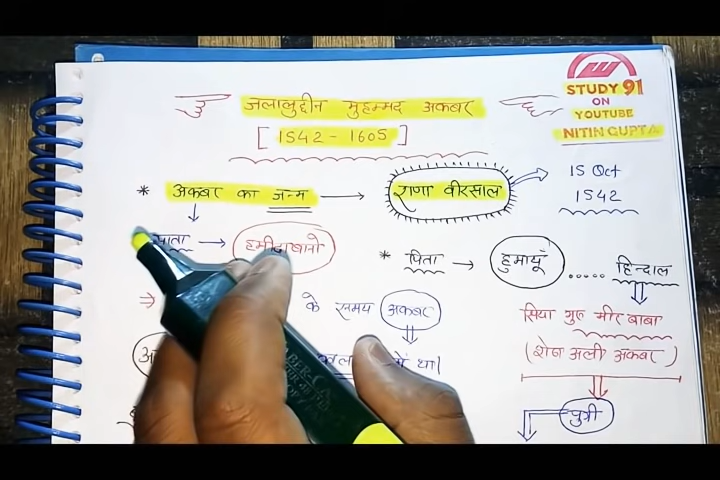 जलालुद्दीन मुहम्मद अकबर
[ 1542 - 1605 ]
STUDY 91
ON
YOUTUBE
NITIN GUPTA
* अकबर का जन्म → राणा वीरसाल
15 Oct
1542
माता → हमीदाबानो
* पिता → हुमायूँ ..... हिन्दाल
⇒ के समय अकबर
सिया गुरु मीर बाबा
में था।
(शेख अली अकबर)
पुत्री